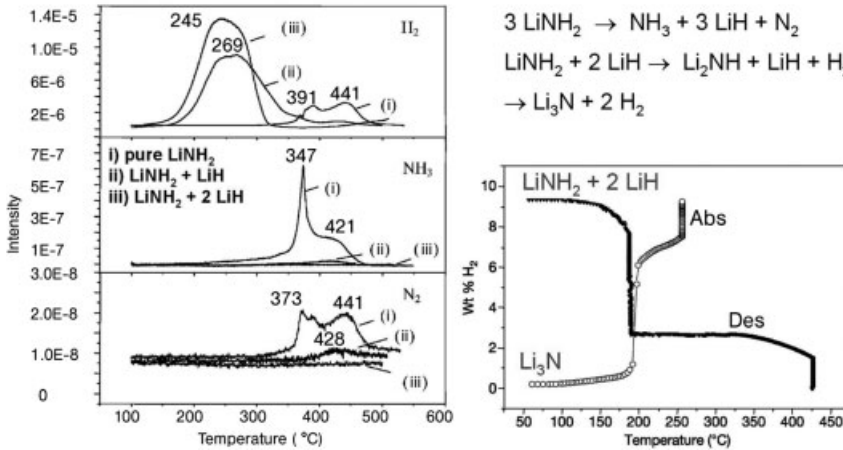 1.4E-5
1.0E-5
6E-6
2E-6
245
269
(iii)
(ii)
391
441
(i)
H₂
7E-7
5E-7
3E-7
1E-7
i) pure LiNH₂
ii) LiNH₂ + LiH
iii) LiNH₂ + 2 LiH
347
(i)
421
(ii)
(iii)
NH₃
3.0E-8
2.0E-8
1.0E-8
0
373
441
428
(i)
(ii)
(iii)
N₂
Intensity
100 200 300 400 500 600
Temperature ( °C)
3 LiNH₂ → NH₃ + 3 LiH + N₂
LiNH₂ + 2 LiH → Li₂NH + LiH + H
→ Li₃N + 2 H₂
LiNH₂ + 2 LiH
Abs
Des
Li₃N
10
8
6
4
2
0
Wt % H₂
50 100 150 200 250 300 350 400 450
Temperature (°C)